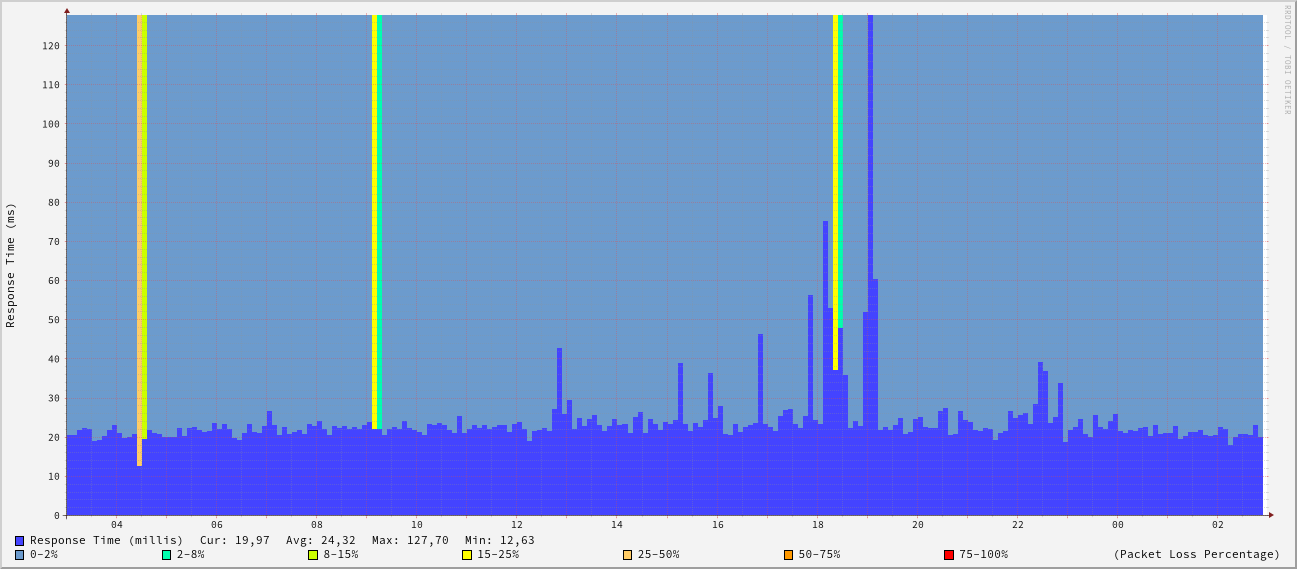 RRDTOOL / TOBI OETIKER
Response Time (ms)
120
110
100
90
80
70
60
50
40
30
20
10
0
04 06 08 10 12 14 16 18 20 22 00 02
Response Time (millis) Cur: 19,97 Avg: 24,32 Max: 127,70 Min: 12,63
0-2% 2-8% 8-15% 15-25% 25-50% 50-75% 75-100% (Packet Loss Percentage)